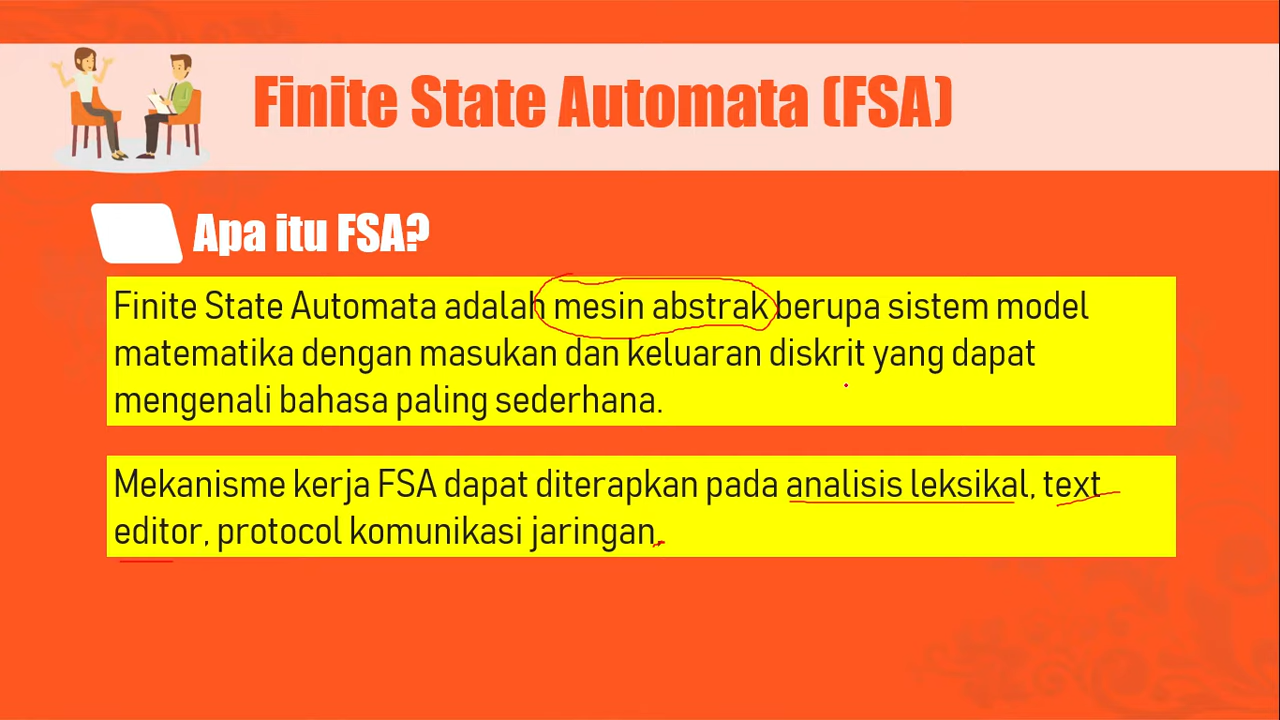 Finite State Automata (FSA)
Apa itu FSA?
Finite State Automata adalah mesin abstrak berupa sistem model
matematika dengan masukan dan keluaran diskrit yang dapat
mengenali bahasa paling sederhana.
Mekanisme kerja FSA dapat diterapkan pada analisis leksikal, text
editor, protocol komunikasi jaringan.